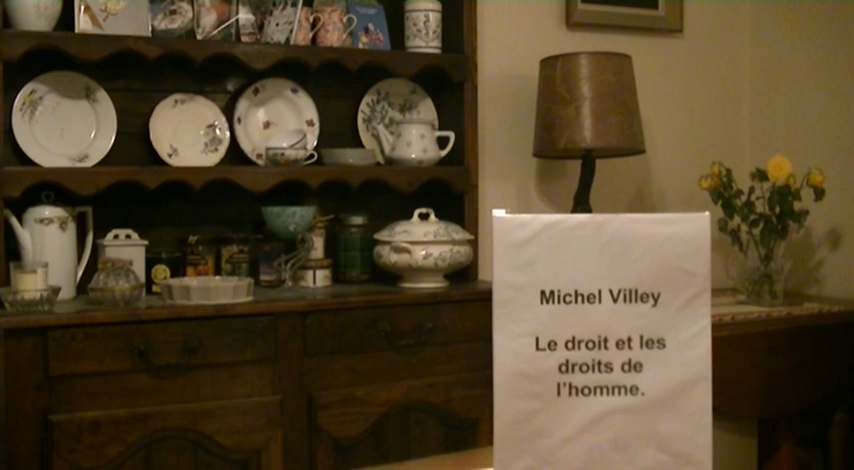 Michel Villey
Le droit et les
droits de
l'homme.